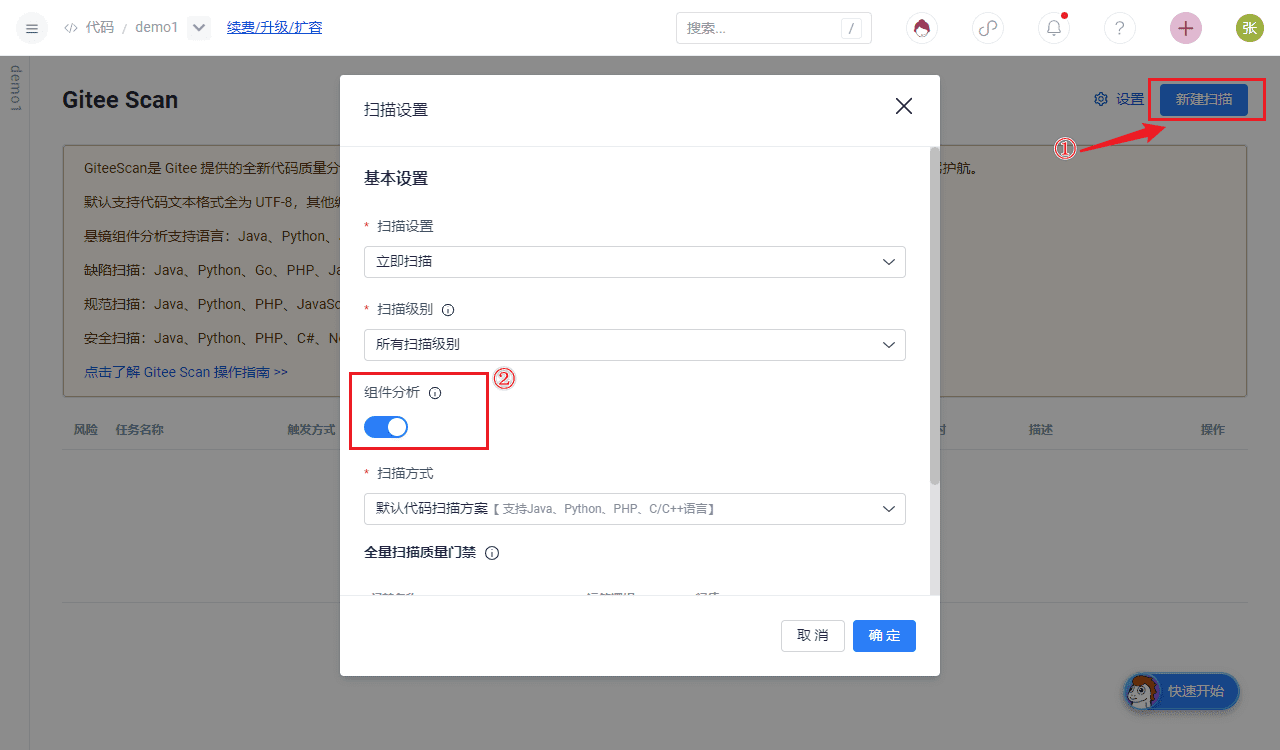 代码 / demo1 续费/升级/扩容 搜索... / ? 张
demo1
Gitee Scan
设置 新建扫描
①
GiteeScan是 Gitee 提供的全新代码质量分
护航。
默认支持代码文本格式全为 UTF-8，其他
悬镜组件分析支持语言：Java、Python、
缺陷扫描：Java、Python、Go、PHP、Ja
规范扫描：Java、Python、PHP、JavaSc
安全扫描：Java、Python、PHP、C#、
点击了解 Gitee Scan 操作指南 >>
风险 任务名称 触发方式 时 描述 操作
扫描设置
基本设置
* 扫描设置
立即扫描
* 扫描级别
所有扫描级别
②
组件分析
* 扫描方式
默认代码扫描方案【 支持Java、Python、PHP、C/C++语言】
全量扫描质量门禁
取 消 确 定
快速开始